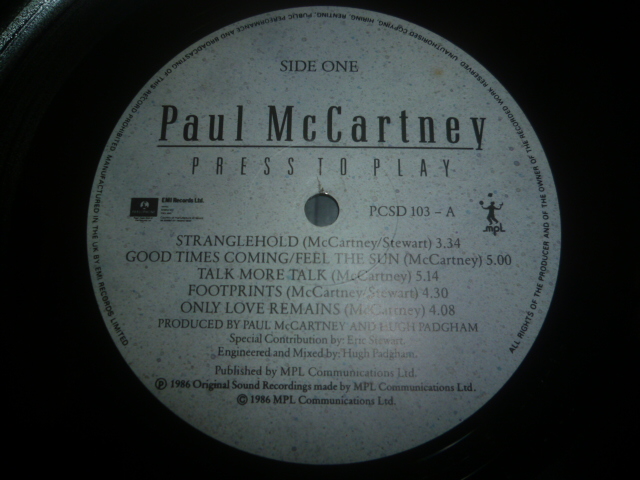 SIDE ONE
Paul McCartney
PRESS TO PLAY
EMI Records Ltd.
PCSD 103 – A
mpl
STRANGLEHOLD (McCartney/Stewart) 3.34
GOOD TIMES COMING/FEEL THE SUN (McCartney) 5.00
TALK MORE TALK (McCartney) 5.14
FOOTPRINTS (McCartney-Stewart) 4.30
ONLY LOVE REMAINS (McCartney) 4.08
PRODUCED BY PAUL McCARTNEY AND HUGH PADGHAM
Special Contribution by: Eric Stewart.
Engineered and Mixed by: Hugh Padgham.
Published by MPL Communications Ltd.
℗ 1986 Original Sound Recordings made by MPL Communications Ltd.
© 1986 MPL Communications Ltd.
ALL RIGHTS OF THE PRODUCER AND OF THE OWNER OF THE RECORDED WORK RESERVED. UNAUTHORISED COPYING, HIRING, RENTING, PUBLIC PERFORMANCE AND BROADCASTING OF THIS RECORD PROHIBITED. MANUFACTURED IN THE UK BY EMI RECORDS LIMITED